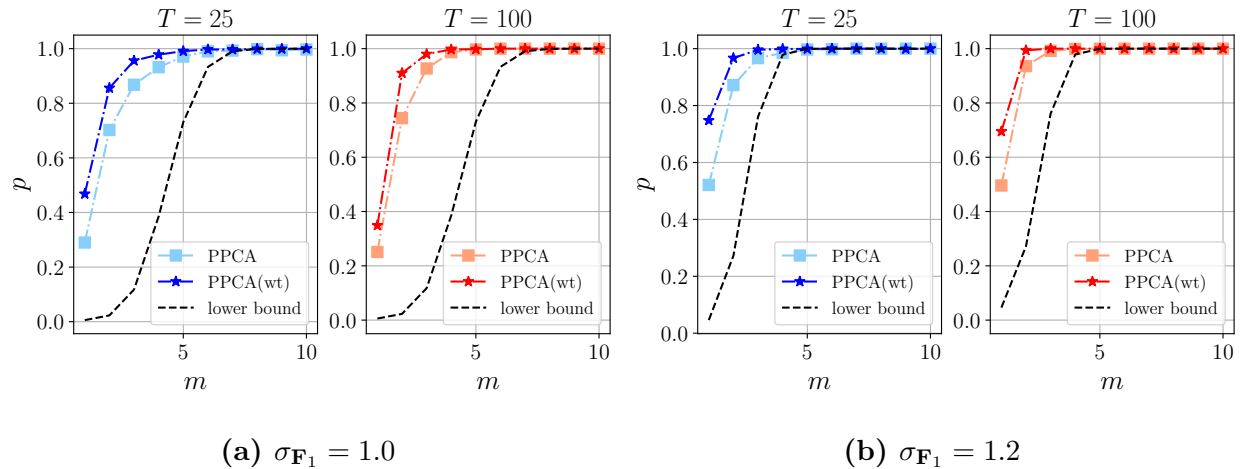 T = 25
T = 100
T = 25
T = 100
p
1.0
0.8
0.6
0.4
0.2
0.0
PPCA
PPCA(wt)
lower bound
5
10
m
1.0
0.8
0.6
0.4
0.2
0.0
PPCA
PPCA(wt)
lower bound
5
10
m
p
1.0
0.8
0.6
0.4
0.2
0.0
PPCA
PPCA(wt)
lower bound
5
10
m
1.0
0.8
0.6
0.4
0.2
0.0
PPCA
PPCA(wt)
lower bound
5
10
m
(a) σ_F₁ = 1.0
(b) σ_F₁ = 1.2